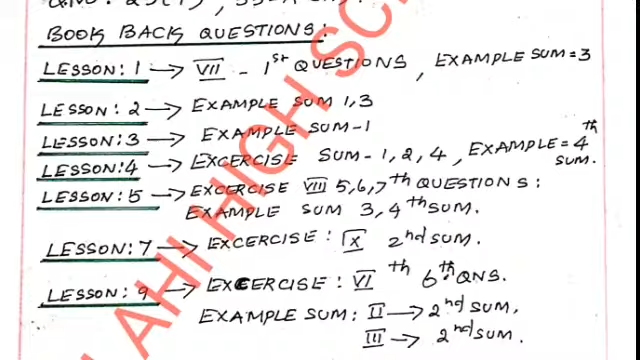 BOOK BACK QUESTIONS:
LESSON: 1 → VII - 1st QUESTIONS, EXAMPLE SUM = 3
LESSON: 2 → EXAMPLE SUM 1,3
LESSON: 3 → EXAMPLE SUM-1
LESSON: 4 → EXCERCISE SUM-1,2,4, EXAMPLE = 4th SUM.
LESSON: 5 → EXCERCISE VIII 5,6,7th QUESTIONS:
EXAMPLE SUM 3,4th SUM.
LESSON: 7 → EXCERCISE: X 2nd SUM.
LESSON: 9 → EXCERCISE: VI th 6th QNS.
EXAMPLE SUM: II → 2nd SUM,
III → 2nd SUM.
LAHI HIGH SC